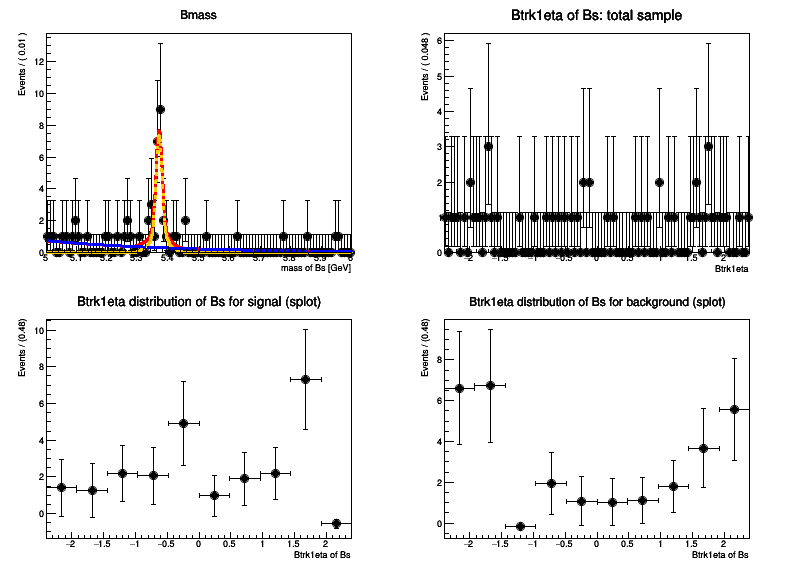 Bmass
Events / ( 0.01 )
12
10
8
6
4
2
0
5 5.1 5.2 5.3 5.4 5.5 5.6 5.7 5.8 5.9 6
mass of Bs [GeV]
Btrk1eta of Bs: total sample
Events / ( 0.048 )
6
5
4
3
2
1
0
−2 −1.5 −1 −0.5 0 0.5 1 1.5 2
Btrk1eta
Btrk1eta distribution of Bs for signal (splot)
Events / (0.48)
10
8
6
4
2
0
−2 −1.5 −1 −0.5 0 0.5 1 1.5 2
Btrk1eta of Bs
Btrk1eta distribution of Bs for background (splot)
Events / (0.48)
8
6
4
2
0
−2 −1.5 −1 −0.5 0 0.5 1 1.5 2
Btrk1eta of Bs